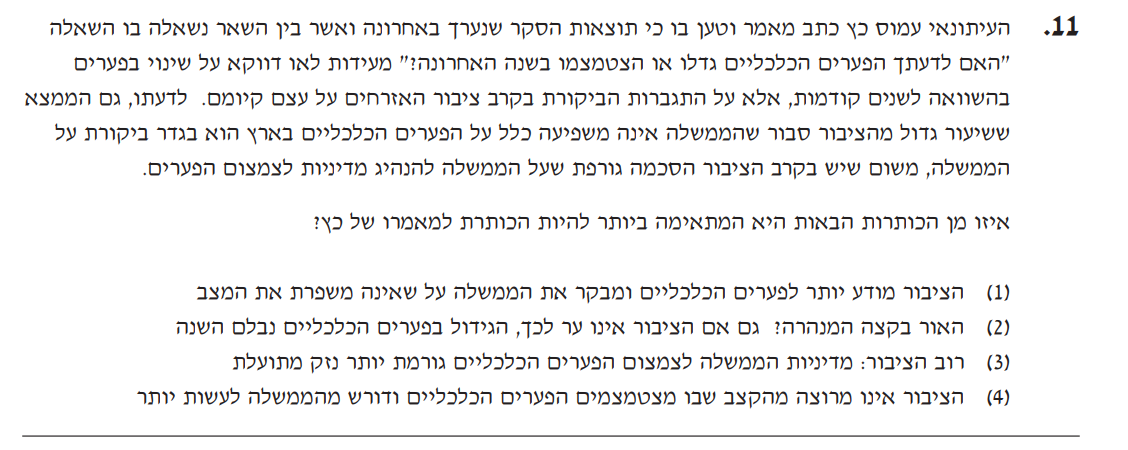 11. העיתונאי עמוס כץ כתב מאמר וטען בו כי תוצאות הסקר שנערך באחרונה ואשר בין השאר נשאלה בו השאלה
"האם לדעתך הפערים הכלכליים גדלו או הצטמצמו בשנה האחרונה?" מעידות לאו דווקא על שינוי בפערים
בהשוואה לשנים קודמות, אלא על התגברות הביקורת בקרב ציבור האזרחים על עצם קיומם. לדעתו, גם הממצא
ששיעור גדול מהציבור סבור שהממשלה אינה משפיעה כלל על הפערים הכלכליים בארץ הוא בגדר ביקורת על
הממשלה, משום שיש בקרב הציבור הסכמה גורפת שעל הממשלה להנהיג מדיניות לצמצום הפערים.
איזו מן הכותרות הבאות היא המתאימה ביותר להיות הכותרת למאמרו של כץ?
(1) הציבור מודע יותר לפערים הכלכליים ומבקר את הממשלה על שאינה משפרת את המצב
(2) האור בקצה המנהרה? גם אם הציבור אינו ער לכך, הגידול בפערים הכלכליים נבלם השנה
(3) רוב הציבור: מדיניות הממשלה לצמצום הפערים הכלכליים גורמת יותר נזק מתועלת
(4) הציבור אינו מרוצה מהקצב שבו מצטמצמים הפערים הכלכליים ודורש מהממשלה לעשות יותר